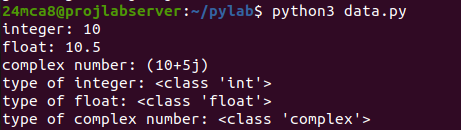 24mca8@projlabserver:~/pylab$ python3 data.py
integer: 10
float: 10.5
complex number: (10+5j)
type of integer: <class 'int'>
type of float: <class 'float'>
type of complex number: <class 'complex'>